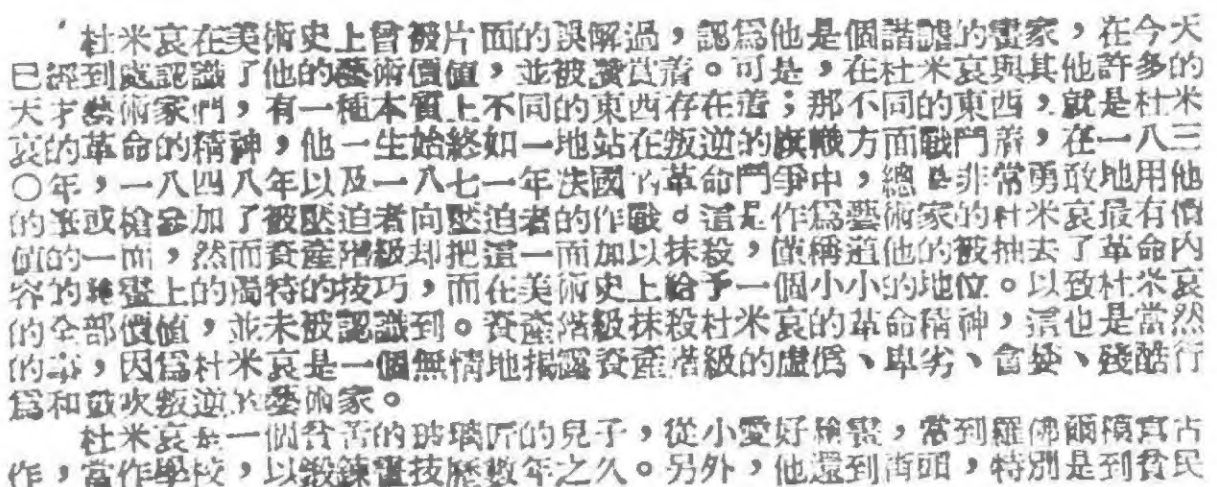 杜米哀在美術史上曾被片面的誤解過，認爲他是個諧謔的畫家，在今天
已經到處認識了他的藝術價值，並被讚賞着。可是，在杜米哀與其他許多的
天才藝術家們，有一種本質上不同的東西存在着；那不同的東西，就是杜米
哀的革命的精神，他一生始終如一地站在叛逆的旗幟方面戰鬥着，在一八三
〇年，一八四八年以及一八七一年法國的革命鬥爭中，總是非常勇敢地用他
的筆或槍參加了被壓迫者向壓迫者的作戰。這是作爲藝術家的杜米哀最有價
値的一面，然而資產階級却把這一面加以抹殺，僅稱道他的被抽去了革命内
容的繪畫上的獨特的技巧，而在美術史上給予一個小小的地位。以致杜米哀
的全部價値，並未被認識到。資產階級抹殺杜米哀的革命精神，這也是當然
的事，因爲杜米哀是一個無情地揭露資產階級的虛僞、卑劣、貪婪、殘酷行
爲和鼓吹叛逆的藝術家。
杜米哀是一個貧苦的玻璃匠的兒子，從小愛好繪畫，常到羅佛爾摹寫古
作，當作學校，以鍛鍊畫技歷數年之久。另外，他還到街頭，特別是到貧民